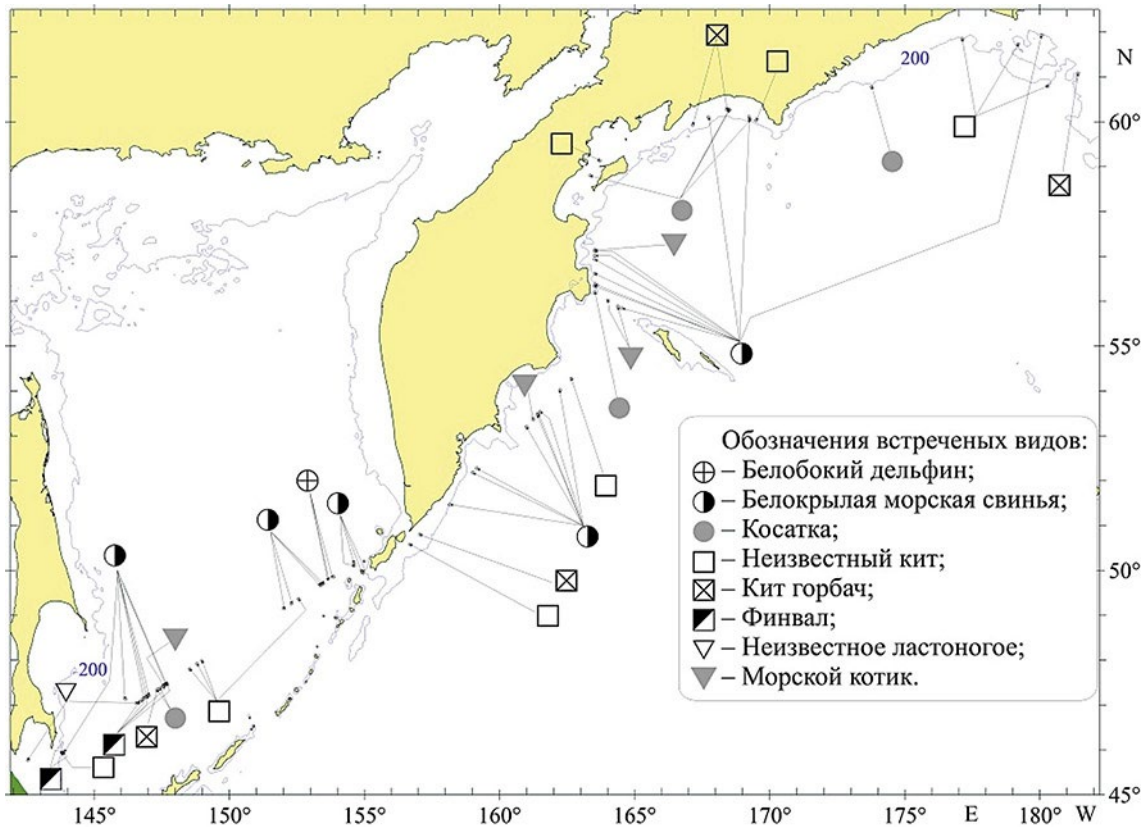 200
N
60°
55°
Обозначения встреченых видов:
– Белобокий дельфин;
– Белокрылая морская свинья;
– Косатка;
– Неизвестный кит;
– Кит горбач;
– Финвал;
– Неизвестное ластоногое;
– Морской котик.
50°
200
45°
145° 150° 155° 160° 165° 170° 175° E 180° W